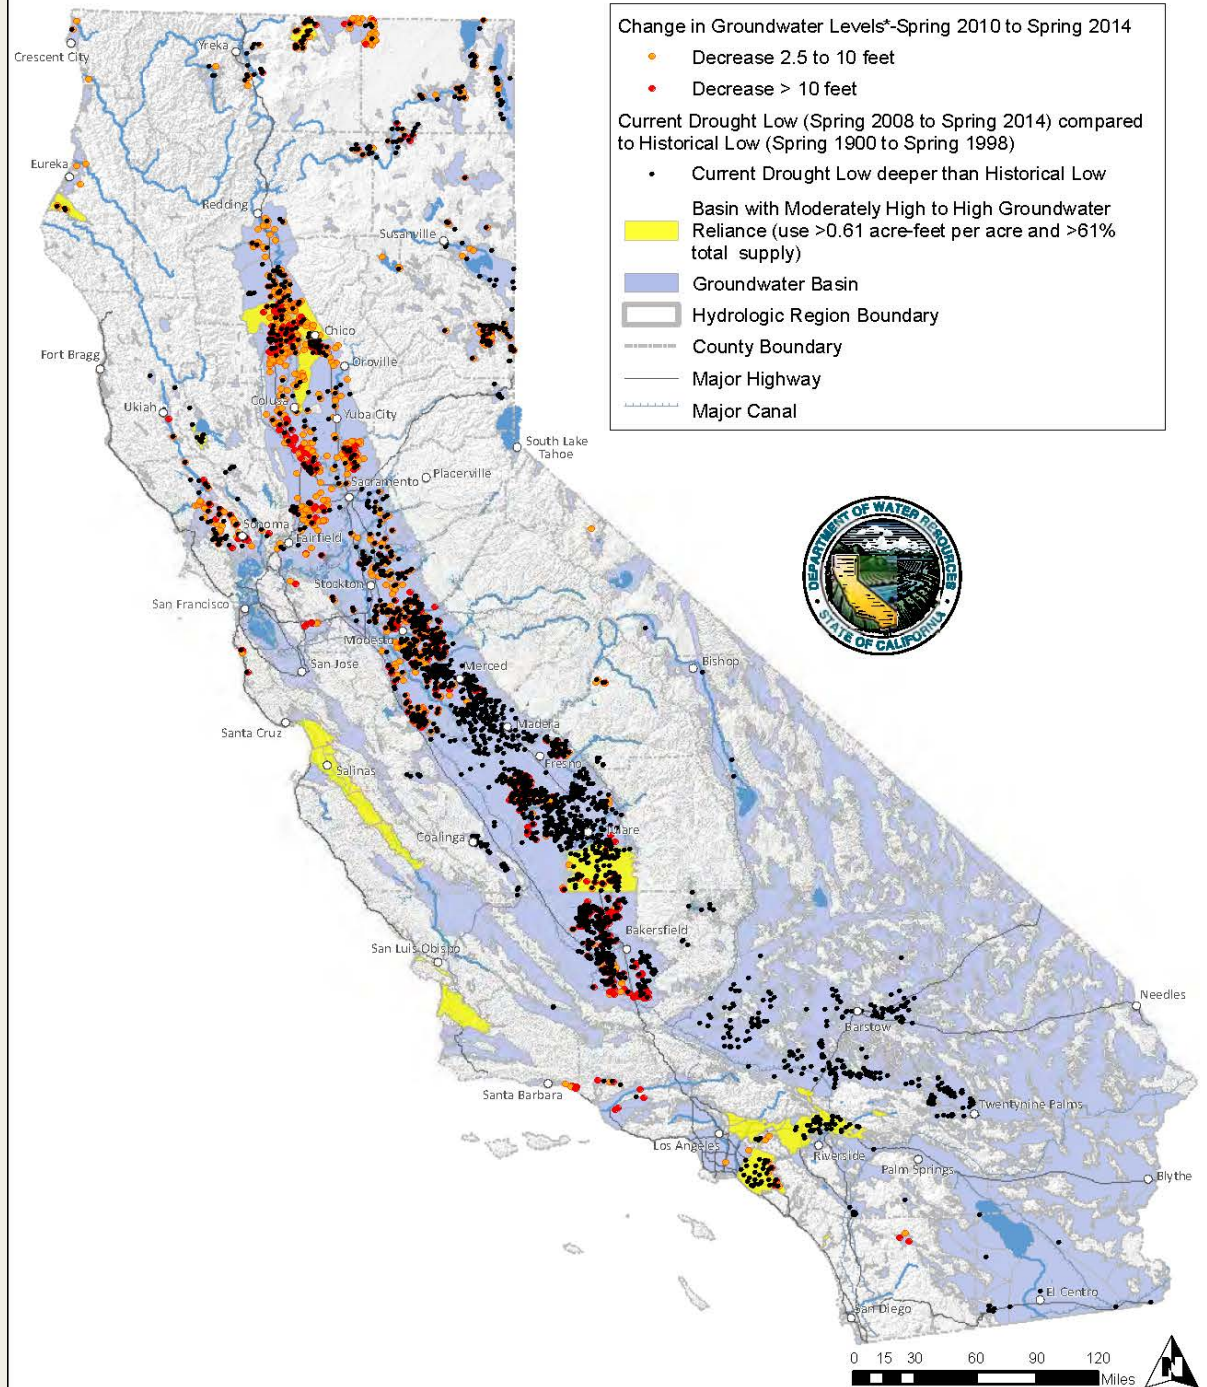 Change in Groundwater Levels*-Spring 2010 to Spring 2014
Decrease 2.5 to 10 feet
Decrease > 10 feet
Current Drought Low (Spring 2008 to Spring 2014) compared
to Historical Low (Spring 1900 to Spring 1998)
Current Drought Low deeper than Historical Low
Basin with Moderately High to High Groundwater
Reliance (use >0.61 acre-feet per acre and >61%
total supply)
Groundwater Basin
Hydrologic Region Boundary
County Boundary
Major Highway
Major Canal
Crescent City
Yreka
Eureka
Redding
Susanville
Chico
Fort Bragg
Oroville
Colusa
Ukiah
Yuba City
South Lake
Tahoe
Placerville
Sacramento
Sonoma
Fairfield
Stockton
San Francisco
Modesto
San Jose
Merced
Bishop
Santa Cruz
Madera
Fresno
Salinas
Coalinga
Bakersfield
San Luis Obispo
Needles
Barstow
Santa Barbara
Twentynine Palms
Los Angeles
Riverside
Palm Springs
Blythe
El Centro
San Diego
DEPARTMENT OF WATER RESOURCES
STATE OF CALIFORNIA
0 15 30 60 90 120
Miles
N